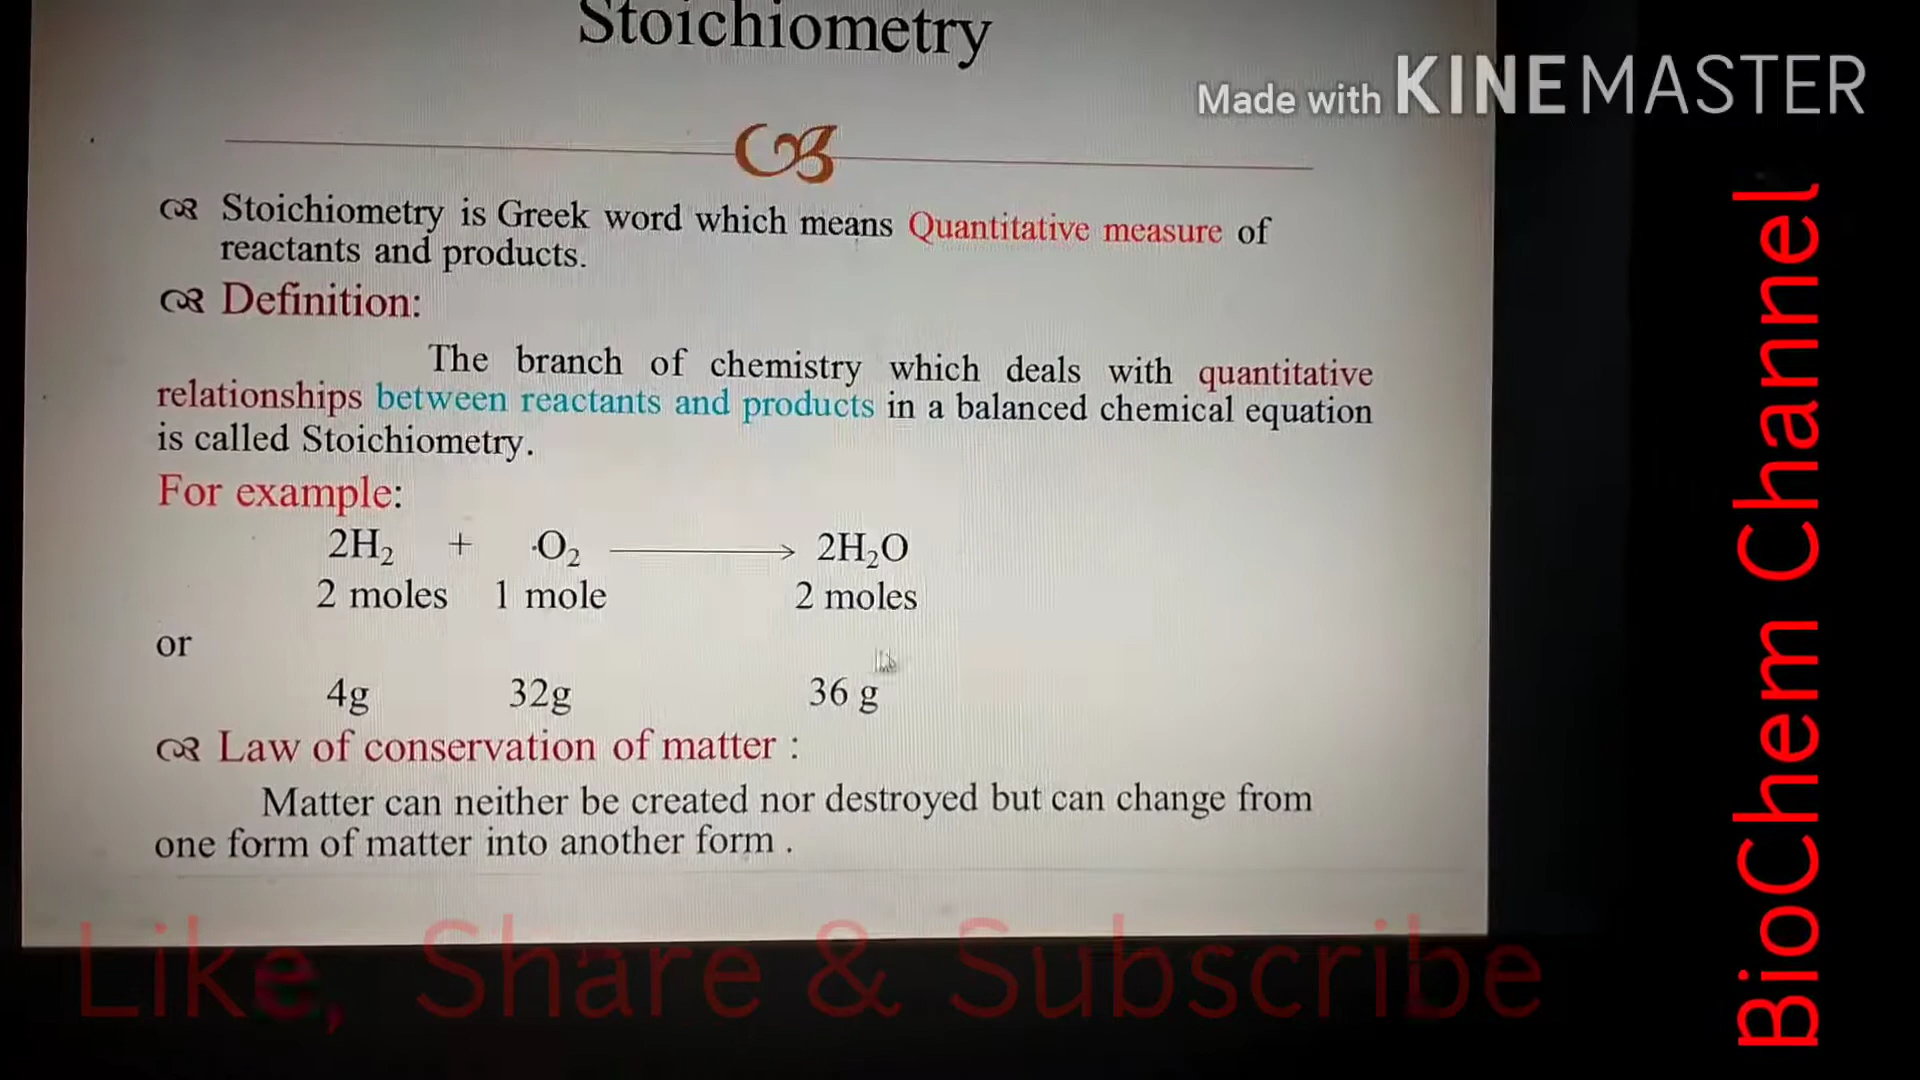 Stoichiometry
Made with KINEMASTER
Stoichiometry is Greek word which means Quantitative measure of
reactants and products.
Definition:
The branch of chemistry which deals with quantitative
relationships between reactants and products in a balanced chemical equation
is called Stoichiometry.
For example:
2H₂ + O₂ ⟶ 2H₂O
2 moles 1 mole 2 moles
or
4g 32g 36 g
Law of conservation of matter :
Matter can neither be created nor destroyed but can change from
one form of matter into another form .
Like, Share & Subscribe
BioChem Channel